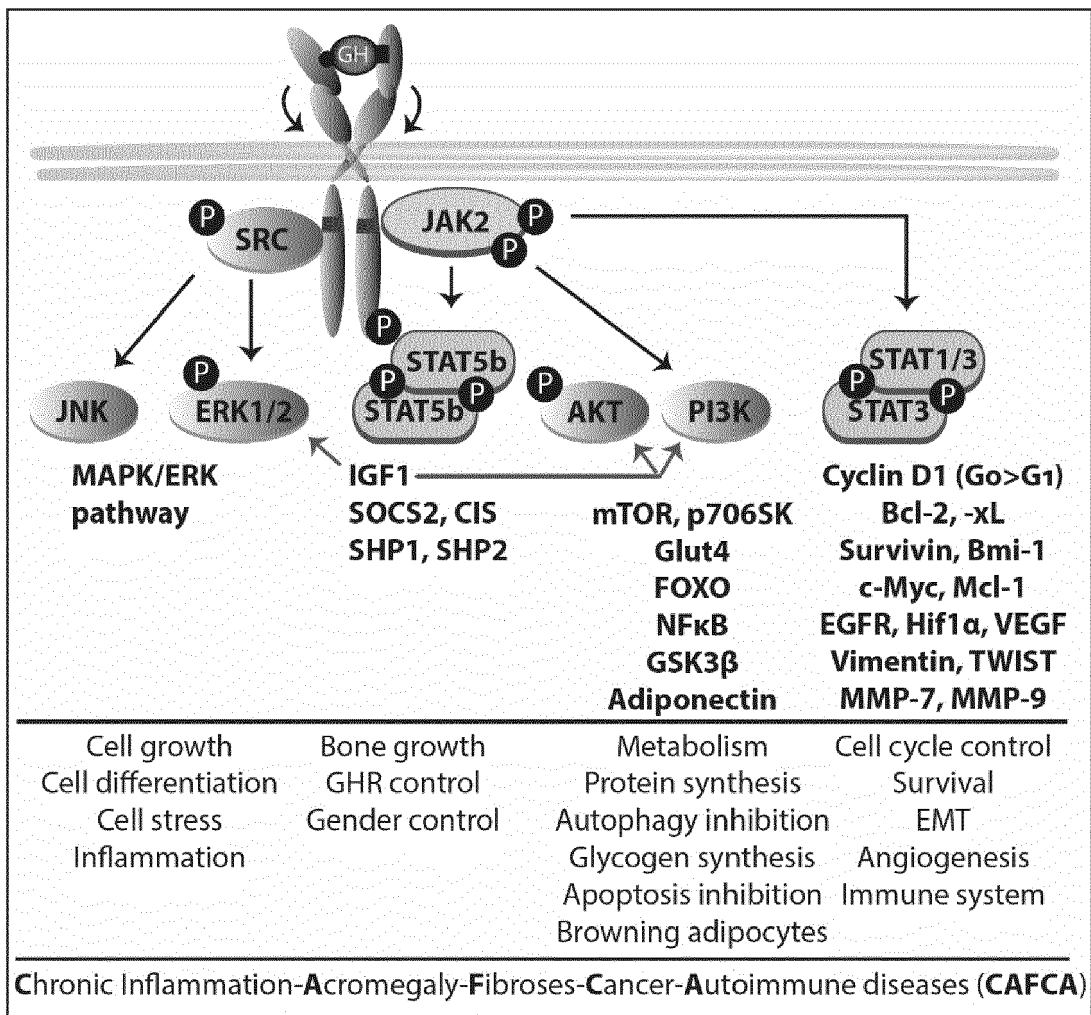 GH
P
SRC
JAK2
P
P
P
STAT5b
P
P
STAT5b
STAT1/3
P
P
STAT3
JNK
P
ERK1/2
P
AKT
PI3K
MAPK/ERK
pathway
IGF1
SOCS2, CIS
SHP1, SHP2
mTOR, p706SK
Glut4
FOXO
NFκB
GSK3β
Adiponectin
Cyclin D1 (Go>G1)
Bcl-2, -xL
Survivin, Bmi-1
c-Myc, Mcl-1
EGFR, Hif1α, VEGF
Vimentin, TWIST
MMP-7, MMP-9
Cell growth
Cell differentiation
Cell stress
Inflammation
Bone growth
GHR control
Gender control
Metabolism
Protein synthesis
Autophagy inhibition
Glycogen synthesis
Apoptosis inhibition
Browning adipocytes
Cell cycle control
Survival
EMT
Angiogenesis
Immune system
Chronic Inflammation-Acromegaly-Fibroses-Cancer-Autoimmune diseases (CAFCA)